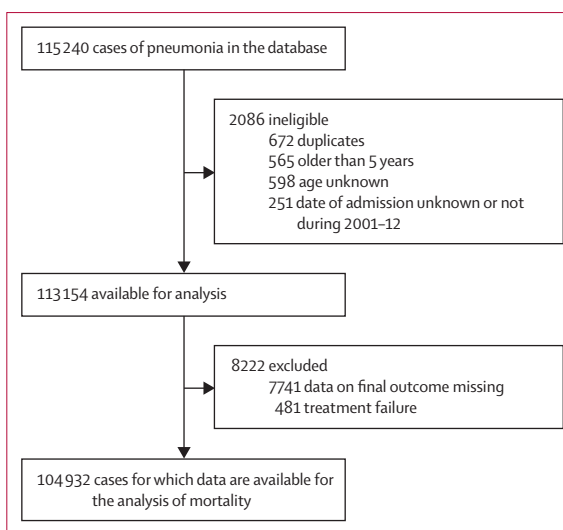 115 240 cases of pneumonia in the database
2086 ineligible
672 duplicates
565 older than 5 years
598 age unknown
251 date of admission unknown or not
during 2001–12
113 154 available for analysis
8222 excluded
7741 data on final outcome missing
481 treatment failure
104 932 cases for which data are available for
the analysis of mortality